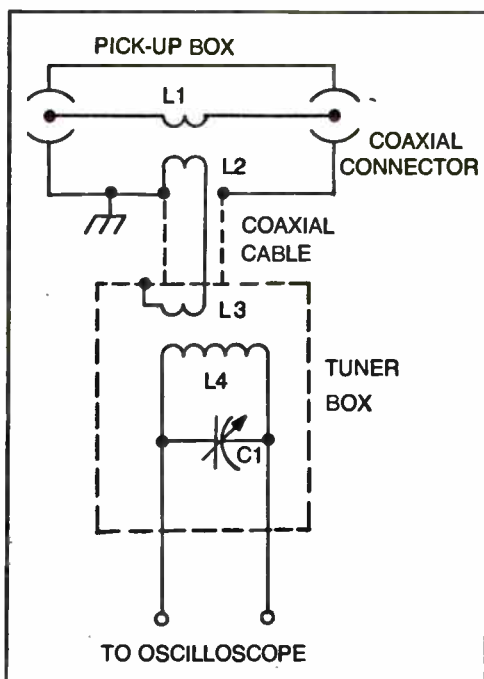 PICK-UP BOX
L1
COAXIAL
CONNECTOR
L2
COAXIAL
CABLE
L3
L4
TUNER
BOX
C1
TO OSCILLOSCOPE